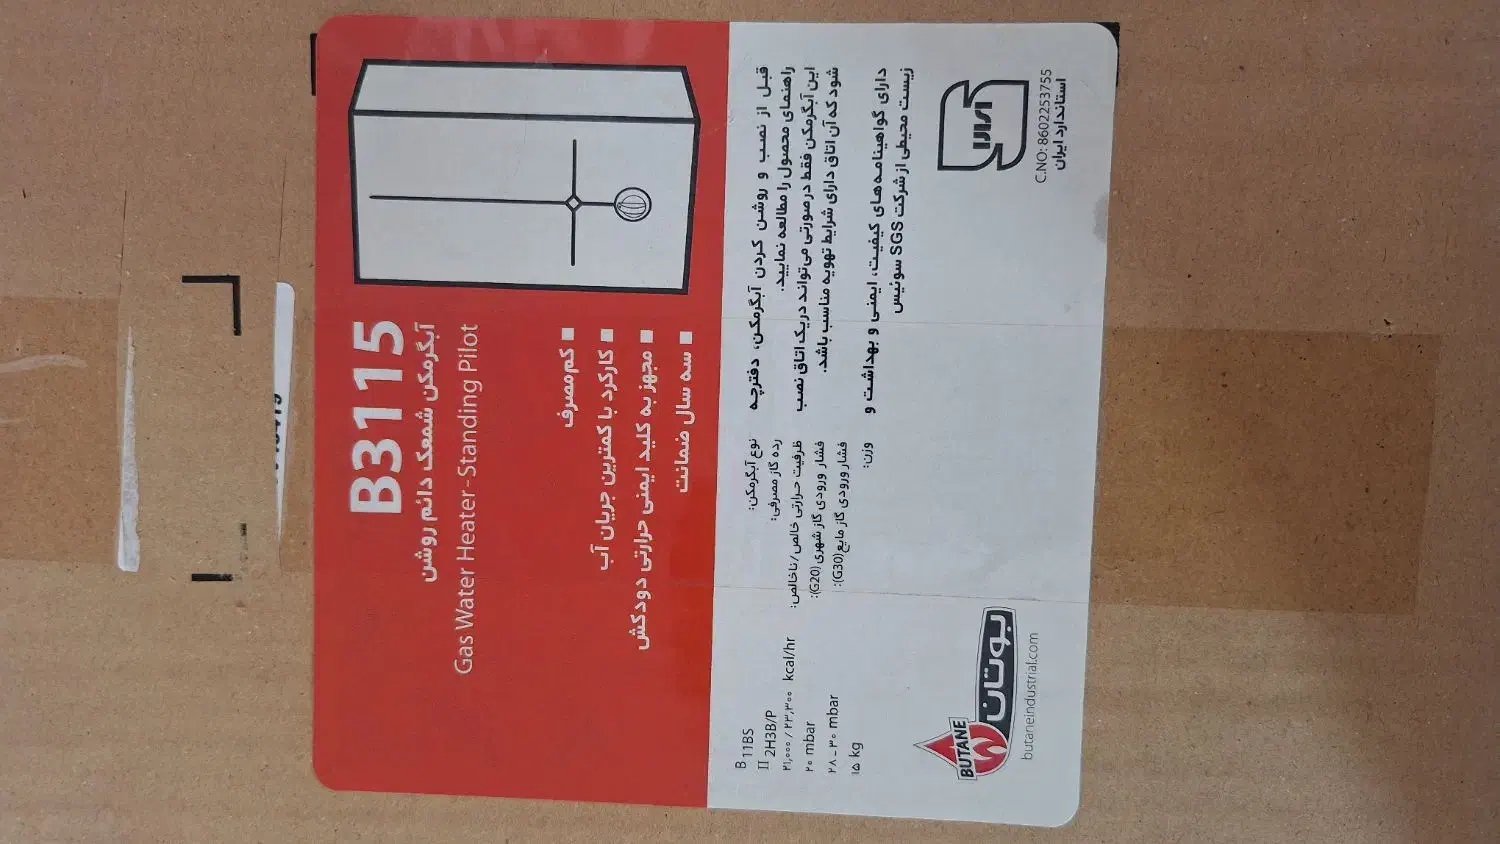 B3115
آبگرمکن شمعک دائم روشن
Gas Water Heater-Standing Pilot
■ کم‌مصرف
■ کارکرد با کمترین جریان آب
■ مجهز به کلید ایمنی حرارتی دودکش
■ سه سال ضمانت
قبل از نصب و روشن کردن آبگرمکن، دفترچه
راهنمای محصول را مطالعه نمایید.
این آبگرمکن فقط در صورتی می‌تواند در یک اتاق نصب
شود که آن اتاق دارای شرایط تهویه مناسب باشد.
دارای گواهینامه‌های کیفیت، ایمنی و بهداشت و
زیست محیطی از شرکت SGS سوئیس
نوع آبگرمکن: B 11BS
رده گاز مصرفی: II 2H3B/P
ظرفیت حرارتی خالص/ناخالص: ۲۱,۰۰۰ / ۲۳,۳۰۰ kcal/hr
فشار ورودی گاز شهری (G20): ۲۰ mbar
فشار ورودی گاز مایع (G30): ۲۸ - ۳۰ mbar
وزن: ۱۵ kg
C.NO: 8602253755
استاندارد ایران
BUTANE
بوتان
butaneindustrial.com